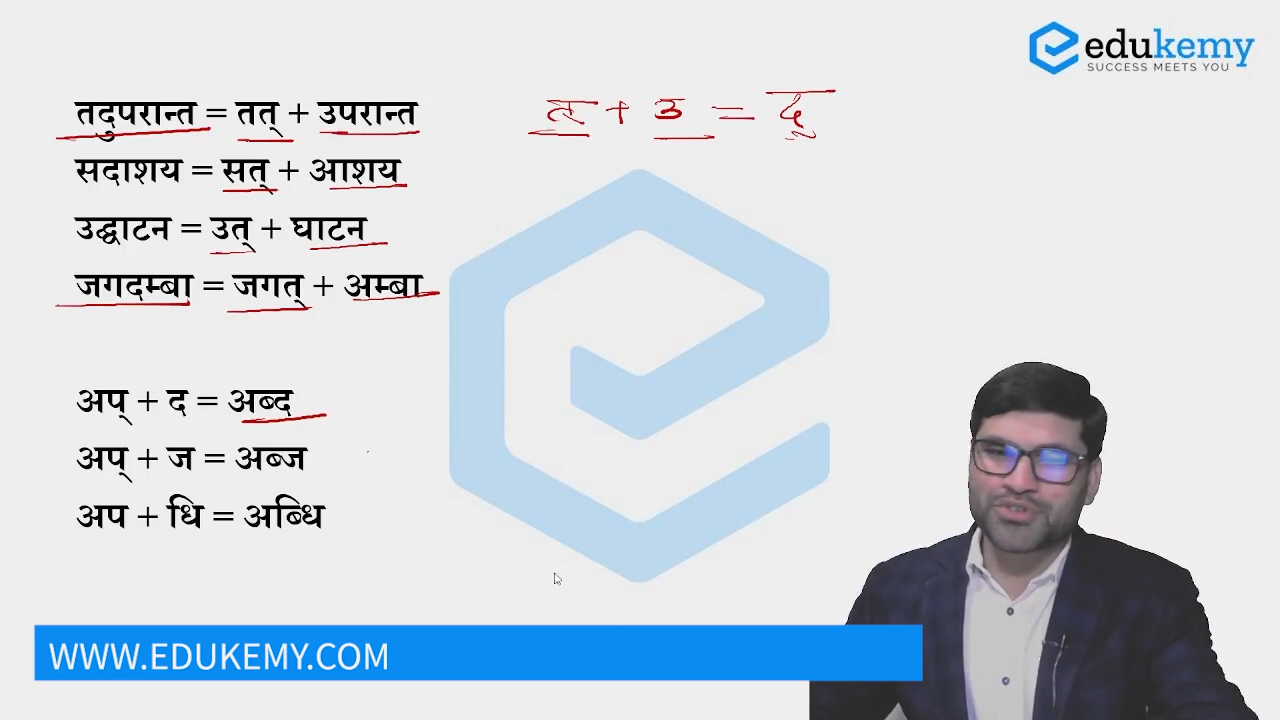 edukemy
SUCCESS MEETS YOU
तदुपरान्त = तत् + उपरान्त
त् + उ = दु
सदाशय = सत् + आशय
उद्घाटन = उत् + घाटन
जगदम्बा = जगत् + अम्बा
अप् + द = अब्द
अप् + ज = अब्ज
अप + धि = अब्धि
WWW.EDUKEMY.COM